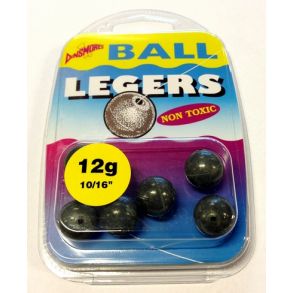 DINSMORES
BALL
LEGERS
NON TOXIC
12g
10/16"